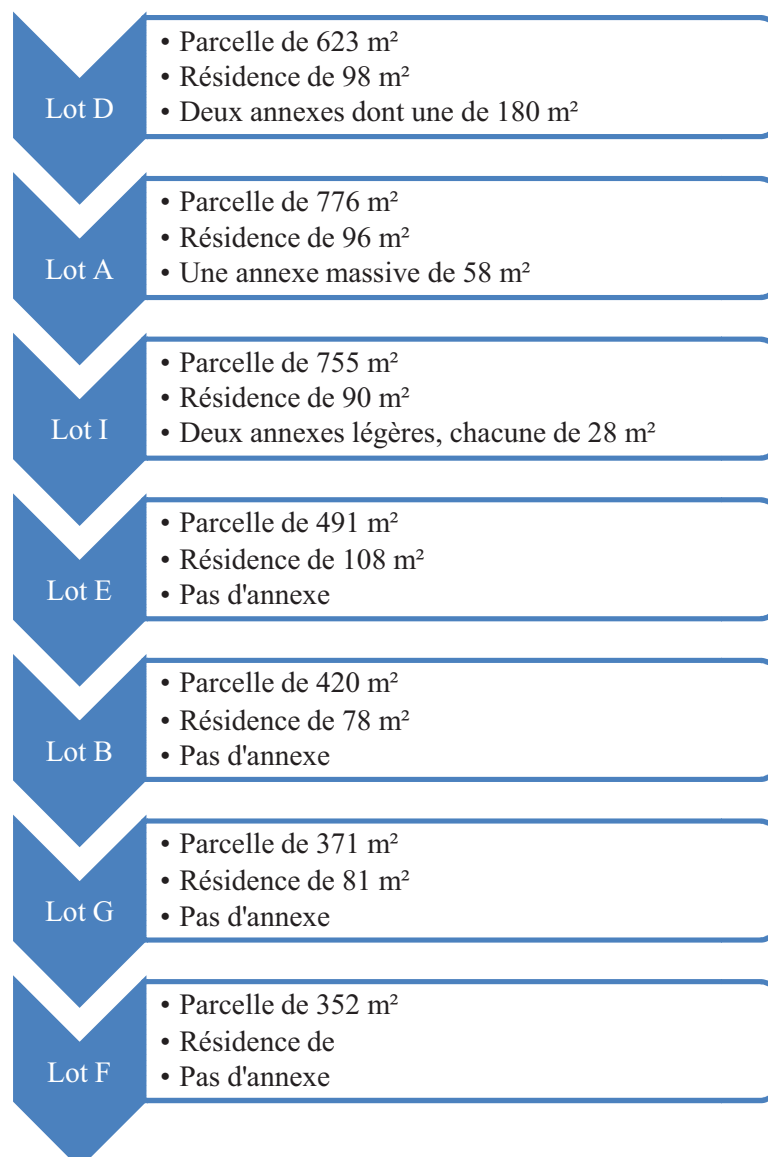 Lot D
• Parcelle de 623 m²
• Résidence de 98 m²
• Deux annexes dont une de 180 m²
Lot A
• Parcelle de 776 m²
• Résidence de 96 m²
• Une annexe massive de 58 m²
Lot I
• Parcelle de 755 m²
• Résidence de 90 m²
• Deux annexes légères, chacune de 28 m²
Lot E
• Parcelle de 491 m²
• Résidence de 108 m²
• Pas d'annexe
Lot B
• Parcelle de 420 m²
• Résidence de 78 m²
• Pas d'annexe
Lot G
• Parcelle de 371 m²
• Résidence de 81 m²
• Pas d'annexe
Lot F
• Parcelle de 352 m²
• Résidence de
• Pas d'annexe